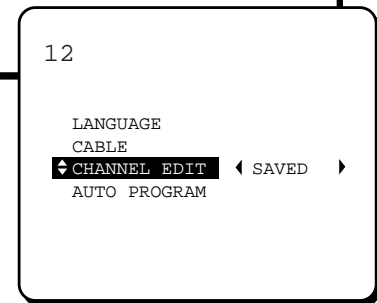 12
LANGUAGE
CABLE
CHANNEL EDIT SAVED
AUTO PROGRAM